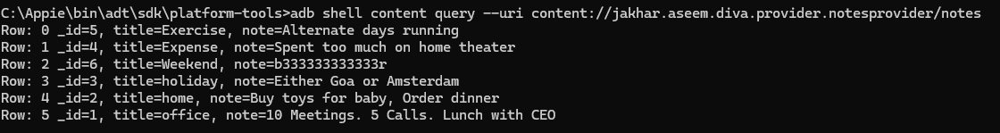 C:\Appie\bin\adt\sdk\platform-tools>adb shell content query --uri content://jakhar.aseem.diva.provider.notesprovider/notes
Row: 0 _id=5, title=Exercise, note=Alternate days running
Row: 1 _id=4, title=Expense, note=Spent too much on home theater
Row: 2 _id=6, title=Weekend, note=b333333333333r
Row: 3 _id=3, title=holiday, note=Either Goa or Amsterdam
Row: 4 _id=2, title=home, note=Buy toys for baby, Order dinner
Row: 5 _id=1, title=office, note=10 Meetings. 5 Calls. Lunch with CEO